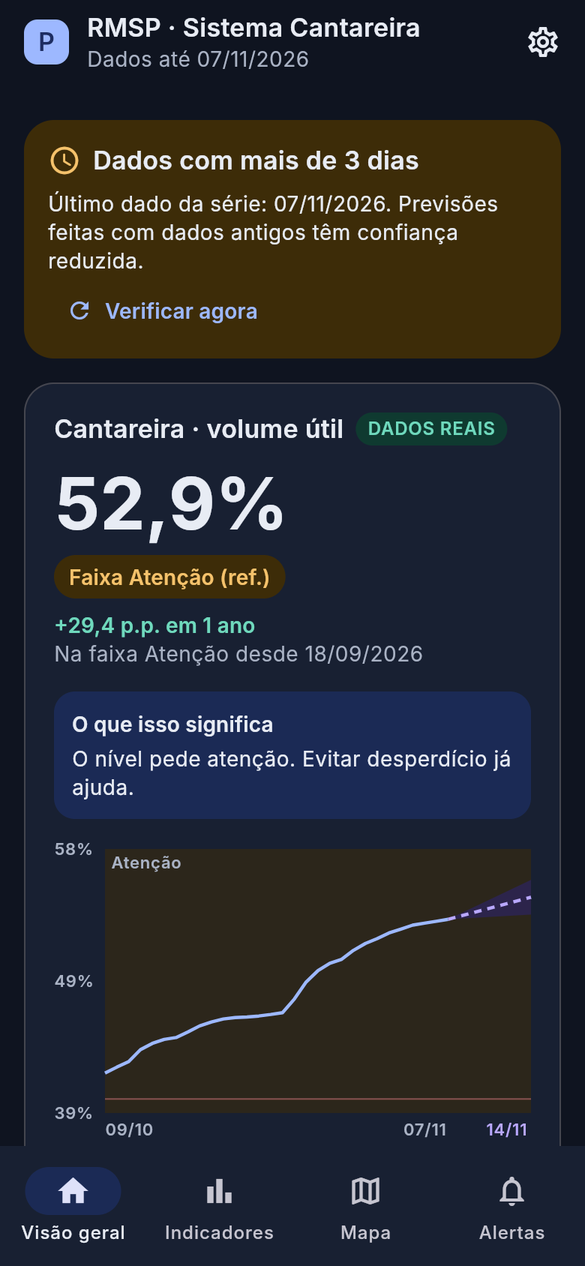 P
RMSP · Sistema Cantareira
Dados até 07/11/2026
Dados com mais de 3 dias
Último dado da série: 07/11/2026. Previsões
feitas com dados antigos têm confiança
reduzida.
Verificar agora
Cantareira · volume útil
DADOS REAIS
52,9%
Faixa Atenção (ref.)
+29,4 p.p. em 1 ano
Na faixa Atenção desde 18/09/2026
O que isso significa
O nível pede atenção. Evitar desperdício já
ajuda.
58%
Atenção
49%
39%
09/10
07/11
14/11
Visão geral
Indicadores
Mapa
Alertas